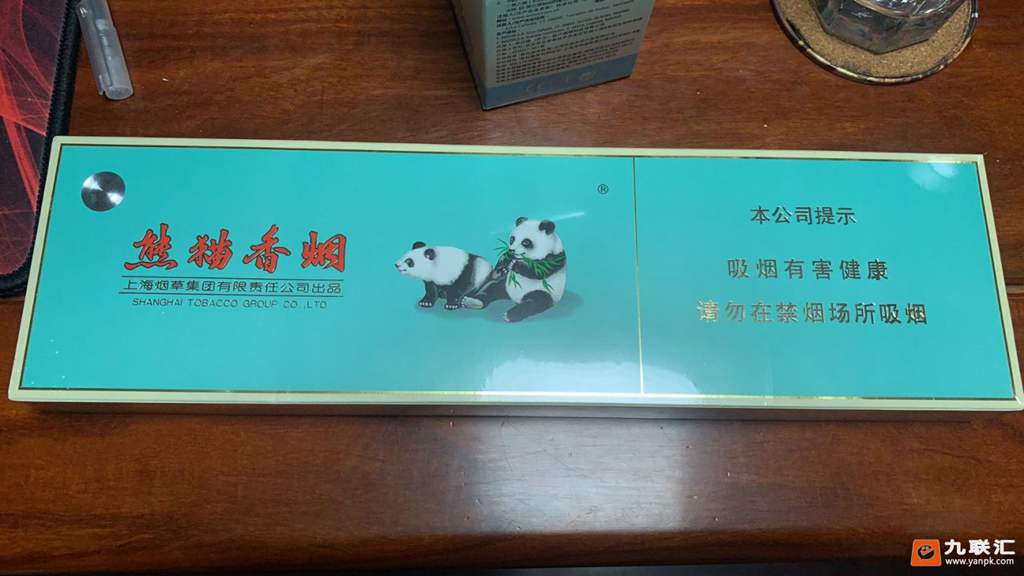 ®
熊猫香烟
上海烟草集团有限责任公司出品
SHANGHAI TOBACCO GROUP CO.,LTD
本公司提示
吸烟有害健康
请勿在禁烟场所吸烟
九联汇
www.yanpk.com